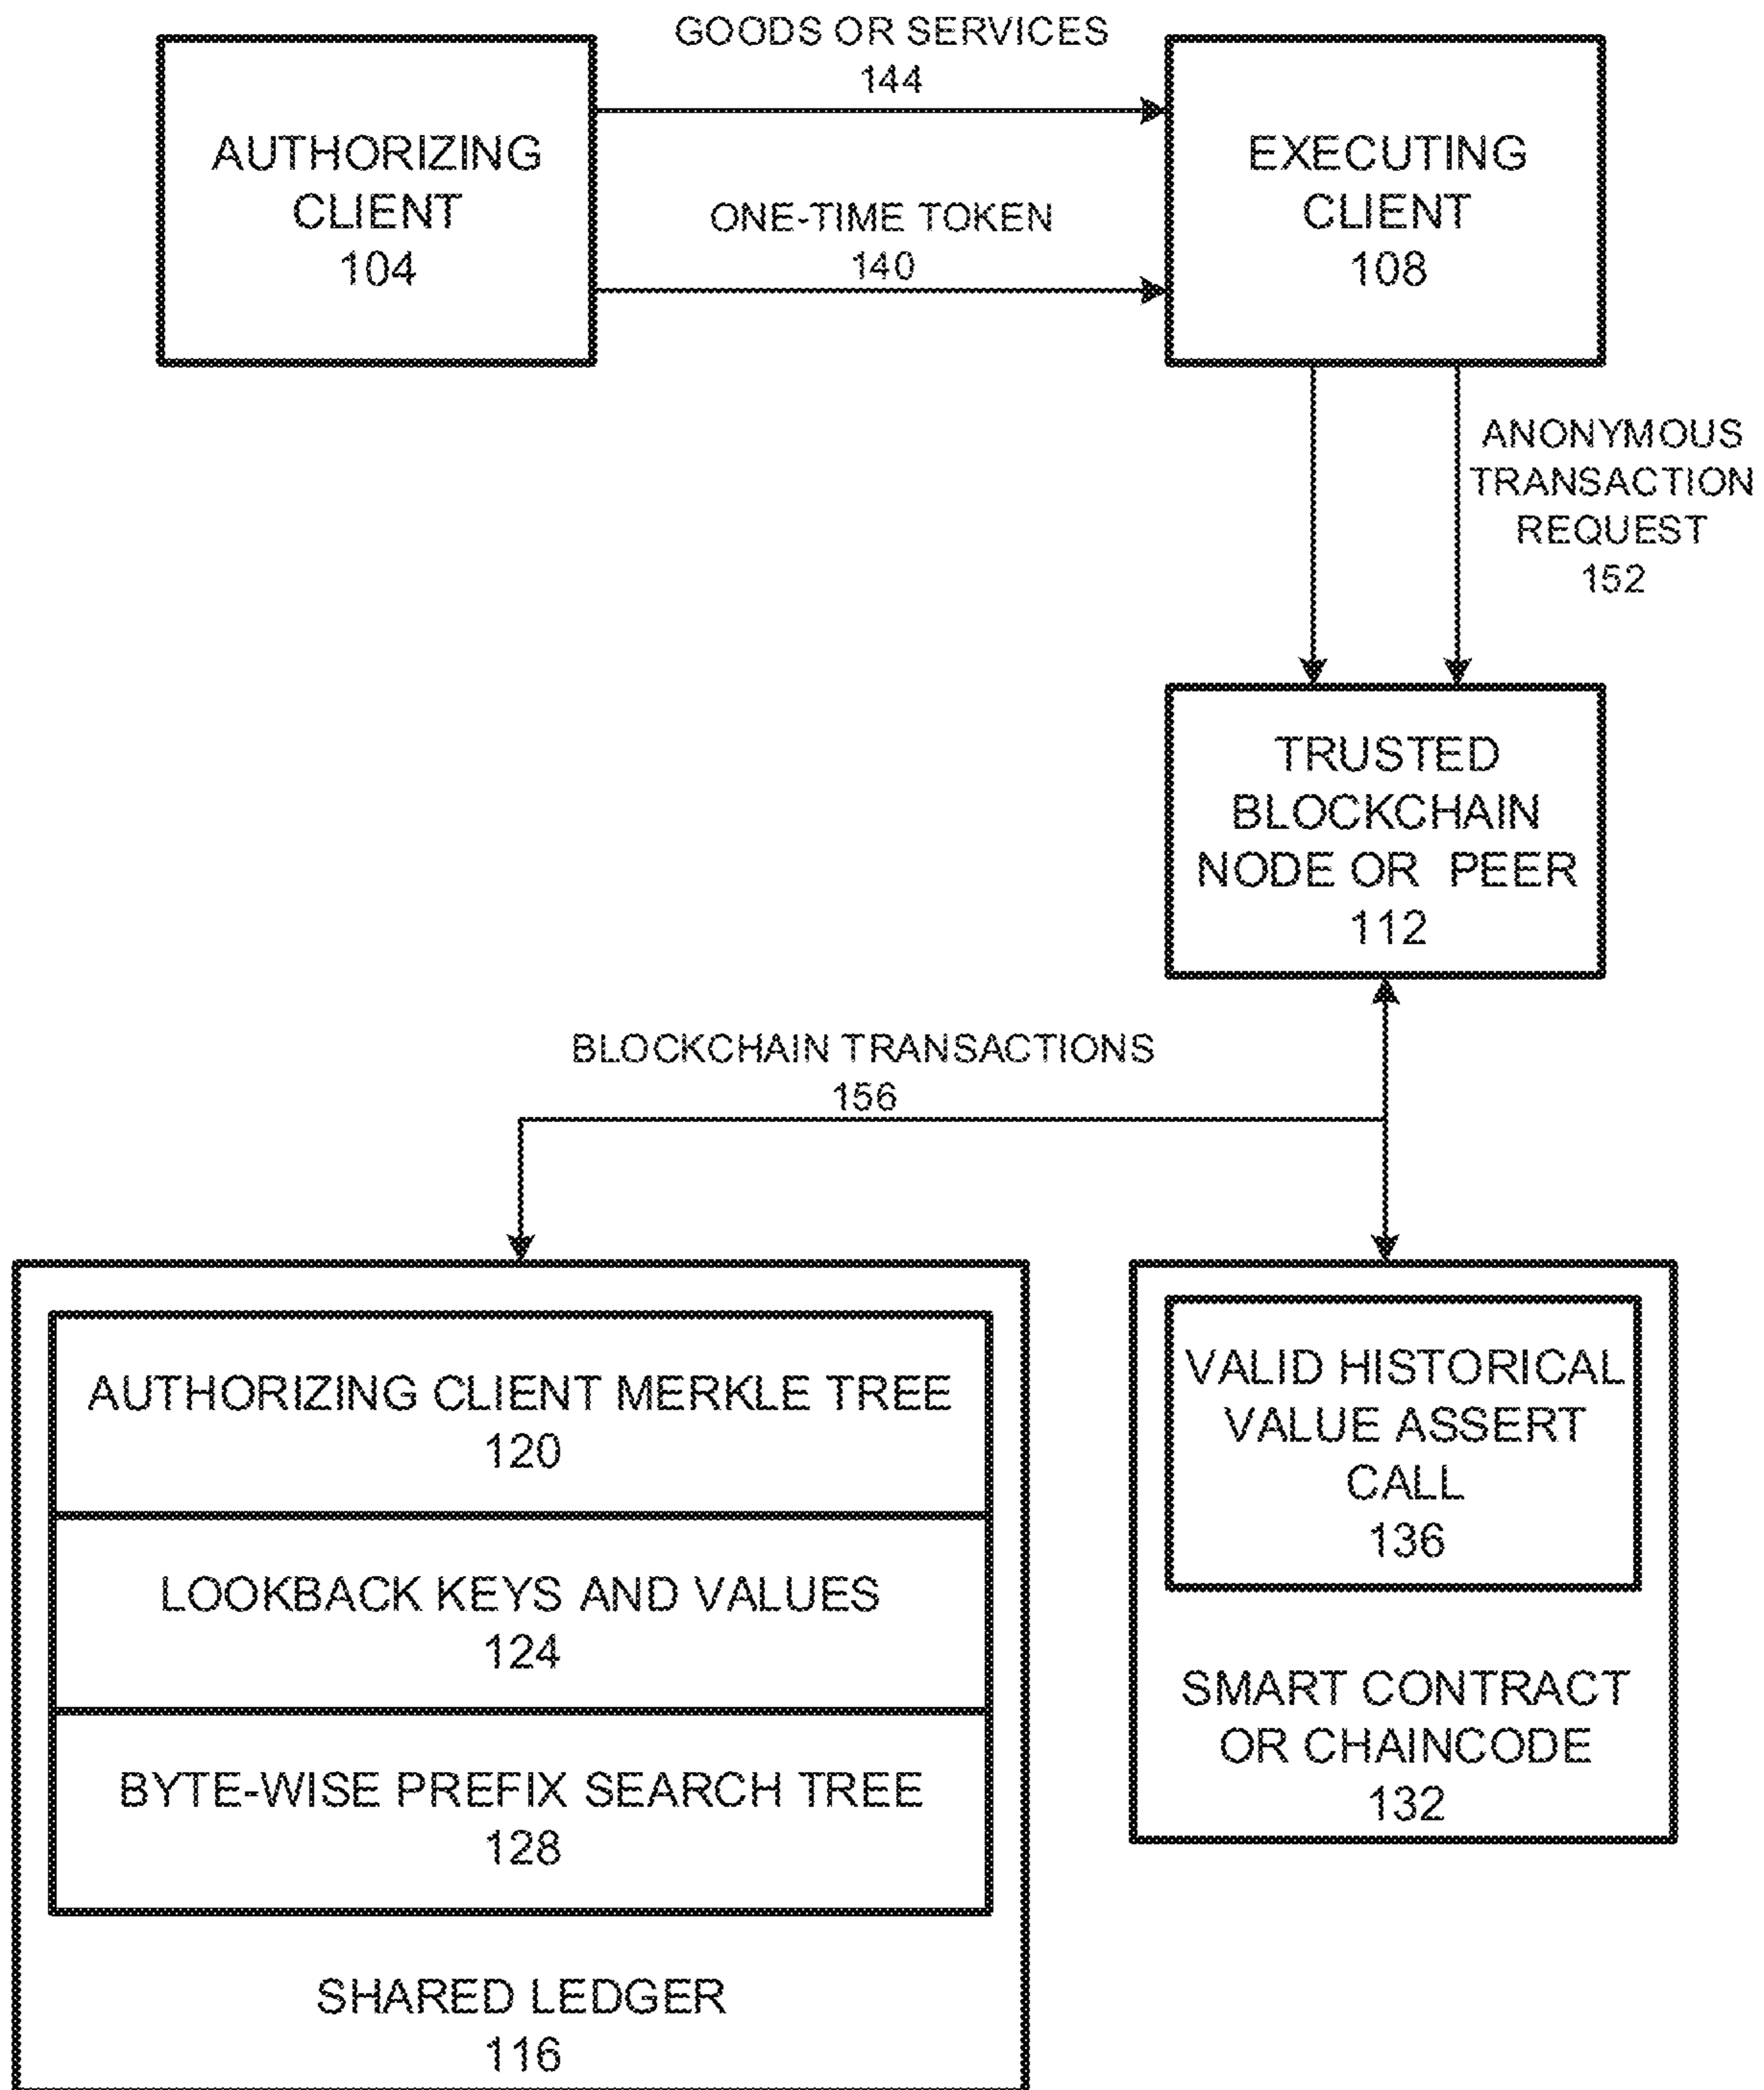 GOODS OR SERVICES
144
AUTHORIZING
CLIENT
104
ONE-TIME TOKEN
140
EXECUTING
CLIENT
108
ANONYMOUS
TRANSACTION
REQUEST
152
TRUSTED
BLOCKCHAIN
NODE OR PEER
112
BLOCKCHAIN TRANSACTIONS
156
AUTHORIZING CLIENT MERKLE TREE
120
LOOKBACK KEYS AND VALUES
124
BYTE-WISE PREFIX SEARCH TREE
128
SHARED LEDGER
116
VALID HISTORICAL
VALUE ASSERT
CALL
136
SMART CONTRACT
OR CHAINCODE
132